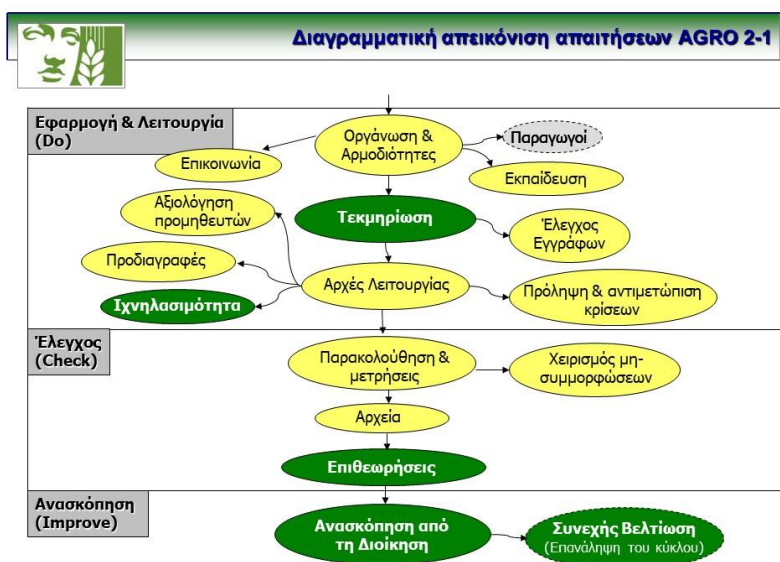 Διαγραμματική απεικόνιση απαιτήσεων AGRO 2-1
Εφαρμογή & Λειτουργία
(Do)
Οργάνωση &
Αρμοδιότητες
Παραγωγοί
Επικοινωνία
Εκπαίδευση
Αξιολόγηση
προμηθευτών
Τεκμηρίωση
Έλεγχος
Εγγράφων
Προδιαγραφές
Αρχές Λειτουργίας
Πρόληψη & αντιμετώπιση
κρίσεων
Ιχνηλασιμότητα
Έλεγχος
(Check)
Παρακολούθηση &
μετρήσεις
Χειρισμός μη-
συμμορφώσεων
Αρχεία
Επιθεωρήσεις
Ανασκόπηση
(Improve)
Ανασκόπηση από
τη Διοίκηση
Συνεχής Βελτίωση
(Επανάληψη του κύκλου)